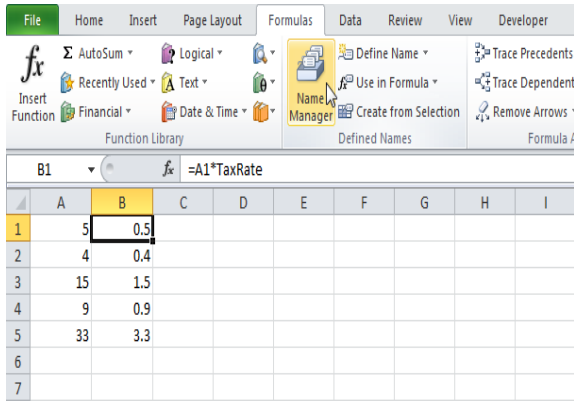 File Home Insert Page Layout Formulas Data Review View Developer
fx Σ AutoSum Logical Define Name Trace Precedents
Recently Used Text Use in Formula Trace Dependent
Insert Function Financial Date & Time Name Manager Create from Selection Remove Arrows
Function Library Defined Names Formula A
B1 fx =A1*TaxRate
A B C D E F G H I
1 5 0.5
2 4 0.4
3 15 1.5
4 9 0.9
5 33 3.3
6
7